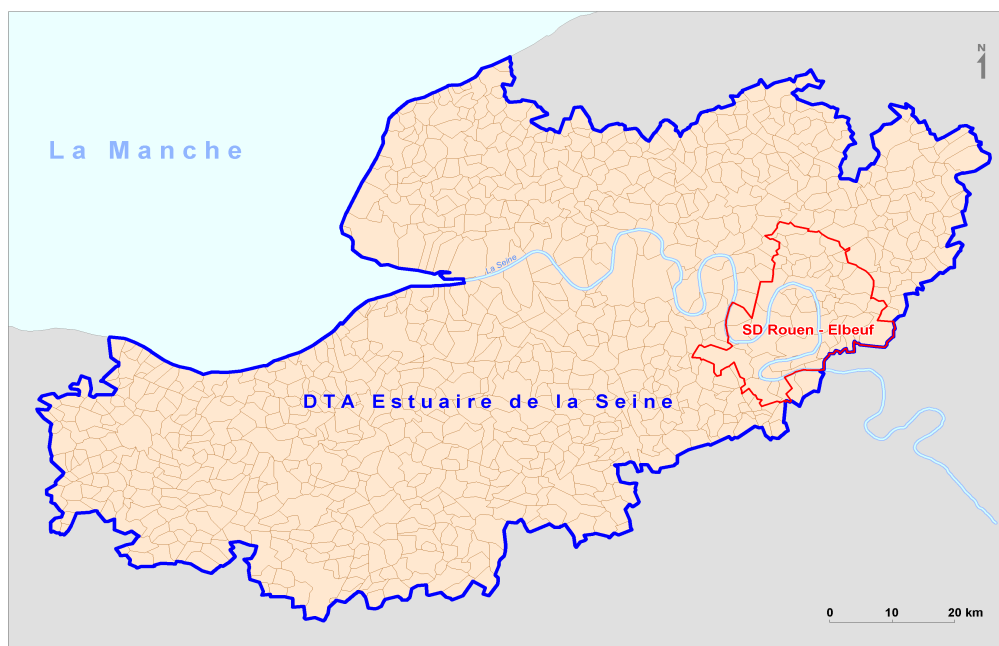 N
La Manche
La Seine
SD Rouen - Elbeuf
DTA Estuaire de la Seine
0 10 20 km